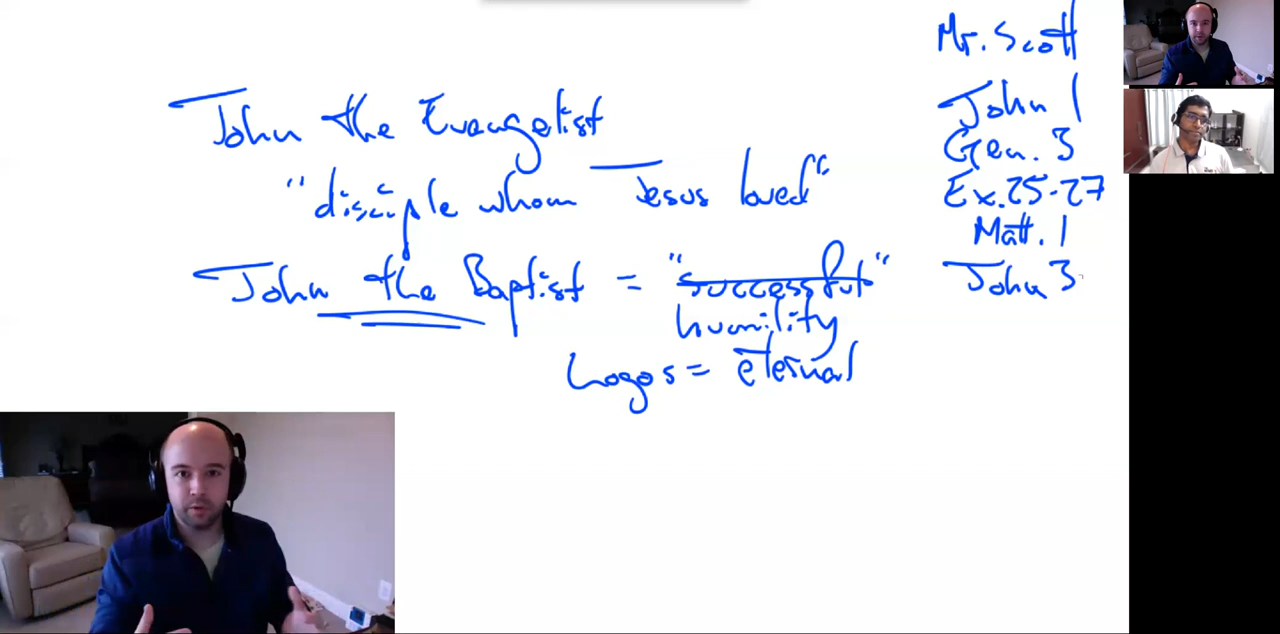 John the Evangelist
"disciple whom Jesus loved"
John the Baptist = "successful"
humility
Logos = eternal
Mr. Scott
John 1
Gen. 3
Ex. 25-27
Matt. 1
John 3